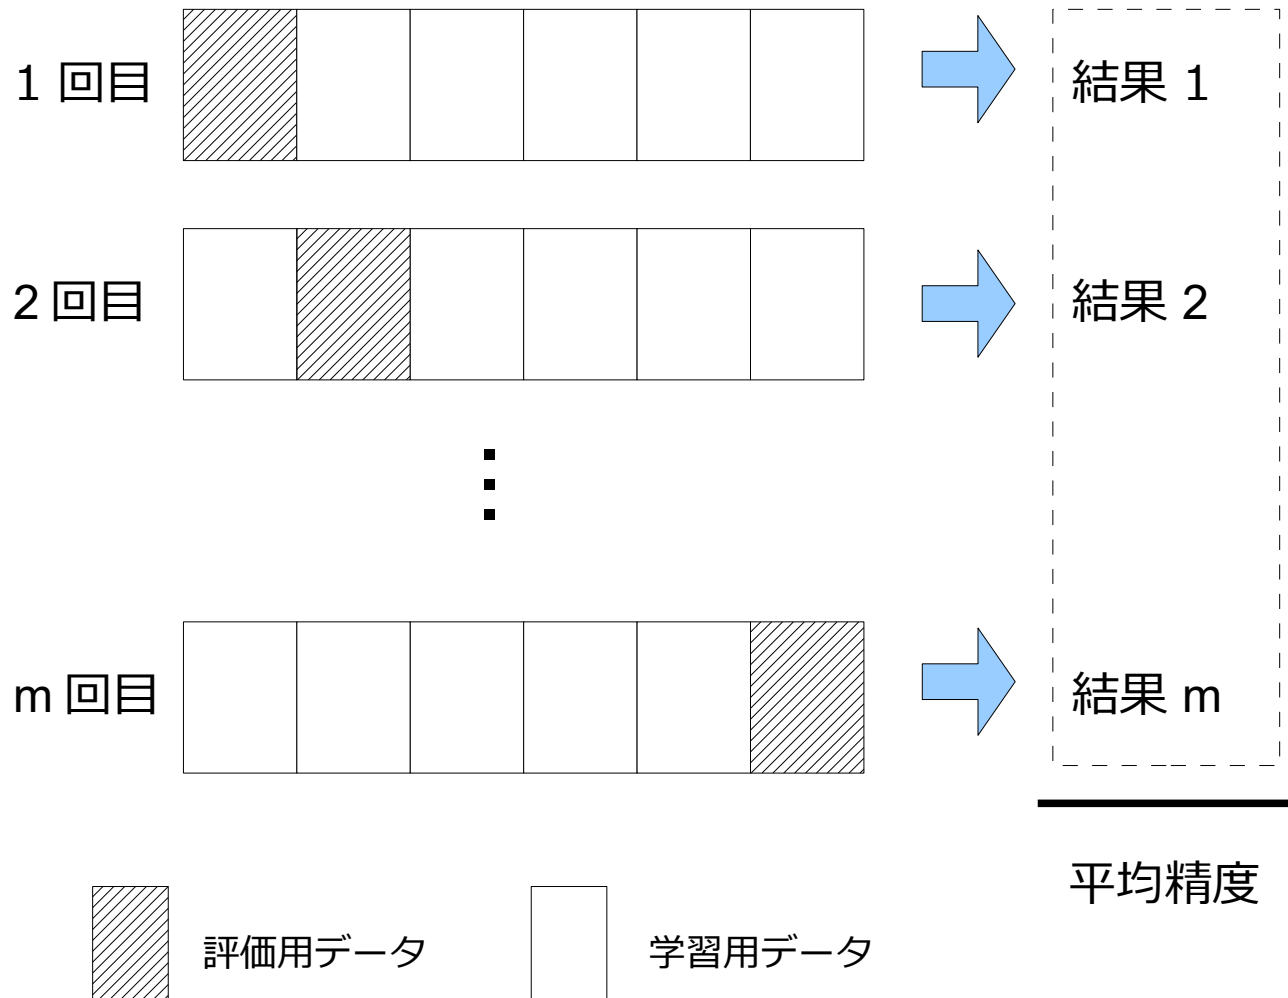 1 回目
結果 1
2 回目
結果 2
m 回目
結果 m
平均精度
評価用データ
学習用データ